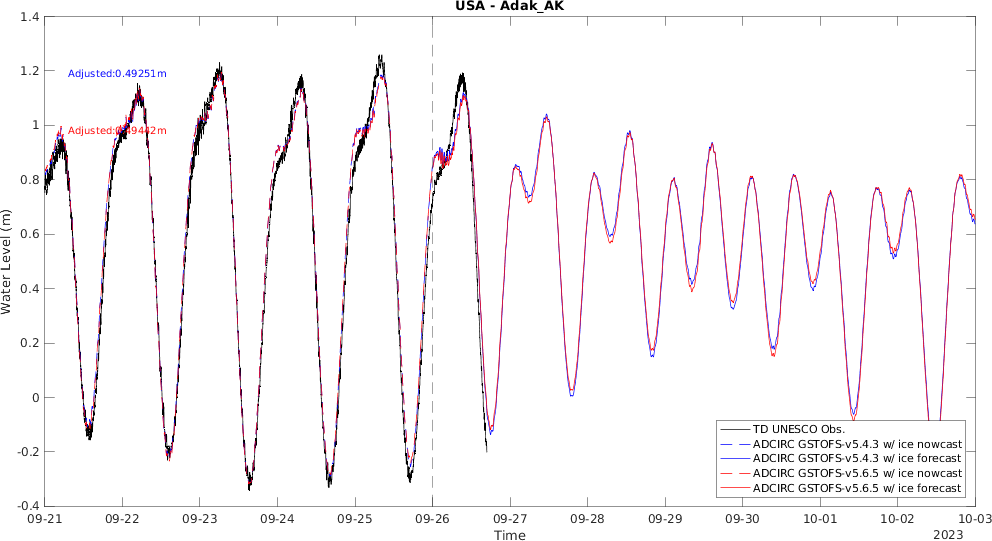 USA - Adak_AK
1.4
1.2
1
0.8
0.6
0.4
0.2
0
-0.2
-0.4
Water Level (m)
Adjusted:0.49251m
Adjusted:0.49442m
TD UNESCO Obs.
ADCIRC GSTOFS-v5.4.3 w/ ice nowcast
ADCIRC GSTOFS-v5.4.3 w/ ice forecast
ADCIRC GSTOFS-v5.6.5 w/ ice nowcast
ADCIRC GSTOFS-v5.6.5 w/ ice forecast
09-21 09-22 09-23 09-24 09-25 09-26 09-27 09-28 09-29 09-30 10-01 10-02 10-03
Time
2023